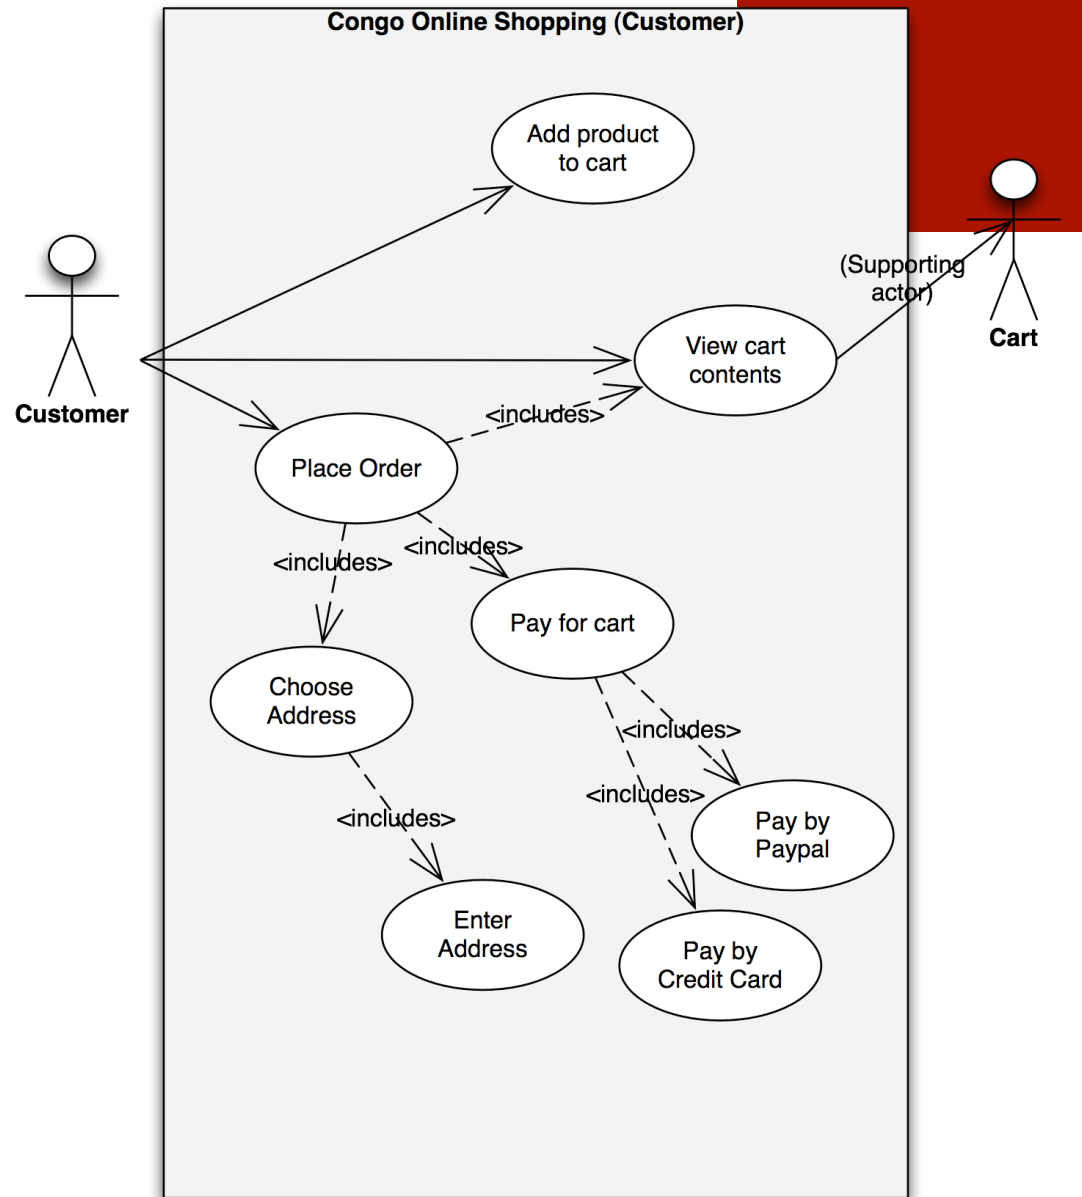 Congo Online Shopping (Customer)
Add product
to cart
(Supporting
actor)
Cart
View cart
contents
Customer
<includes>
Place Order
<includes>
<includes>
Pay for cart
Choose
Address
<includes>
<includes>
<includes>
Pay by
Paypal
Enter
Address
Pay by
Credit Card